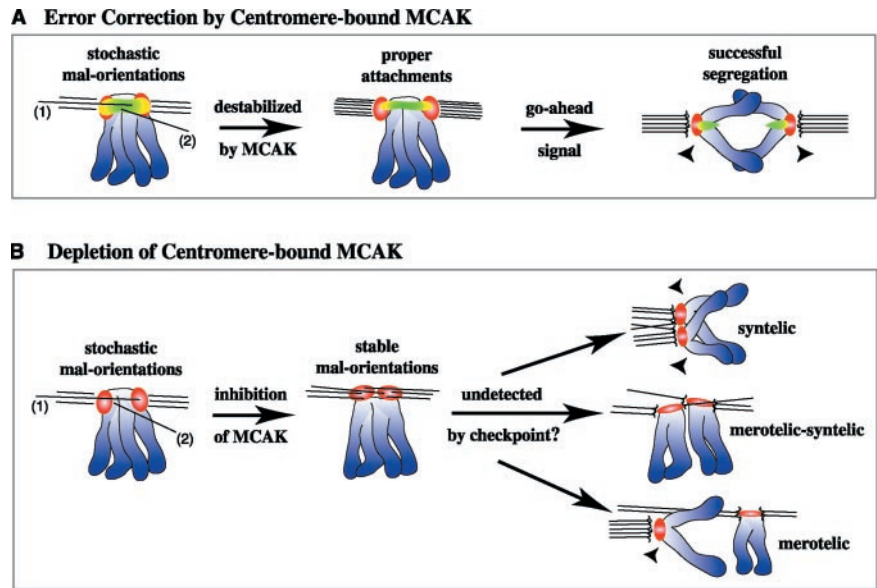 A Error Correction by Centromere-bound MCAK
stochastic
mal-orientations
(1)
(2)
destabilized
by MCAK
proper
attachments
go-ahead
signal
successful
segregation
B Depletion of Centromere-bound MCAK
stochastic
mal-orientations
(1)
(2)
inhibition
of MCAK
stable
mal-orientations
undetected
by checkpoint?
syntelic
merotelic-syntelic
merotelic